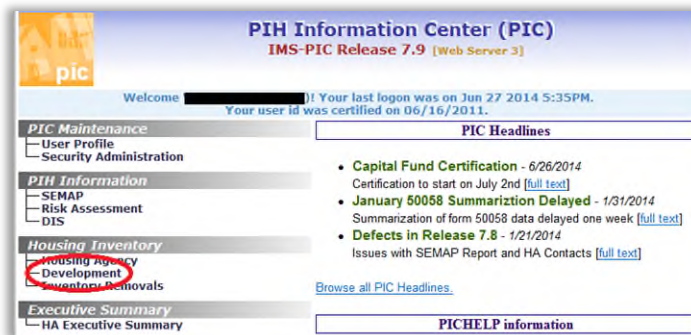 PIH Information Center (PIC)
IMS-PIC Release 7.9 [Web Server 3]
pic
Welcome )! Your last logon was on Jun 27 2014 5:35PM.
Your user id was certified on 06/16/2011.
PIC Maintenance
User Profile
Security Administration
PIH Information
SEMAP
Risk Assessment
DIS
Housing Inventory
Housing Agency
Development
Inventory Removals
Executive Summary
HA Executive Summary
PIC Headlines
• Capital Fund Certification - 6/26/2014
Certification to start on July 2nd [full text]
• January 50058 Summariztion Delayed - 1/31/2014
Summarization of form 50058 data delayed one week [full text]
• Defects in Release 7.8 - 1/21/2014
Issues with SEMAP Report and HA Contacts [full text]
Browse all PIC Headlines.
PICHELP information